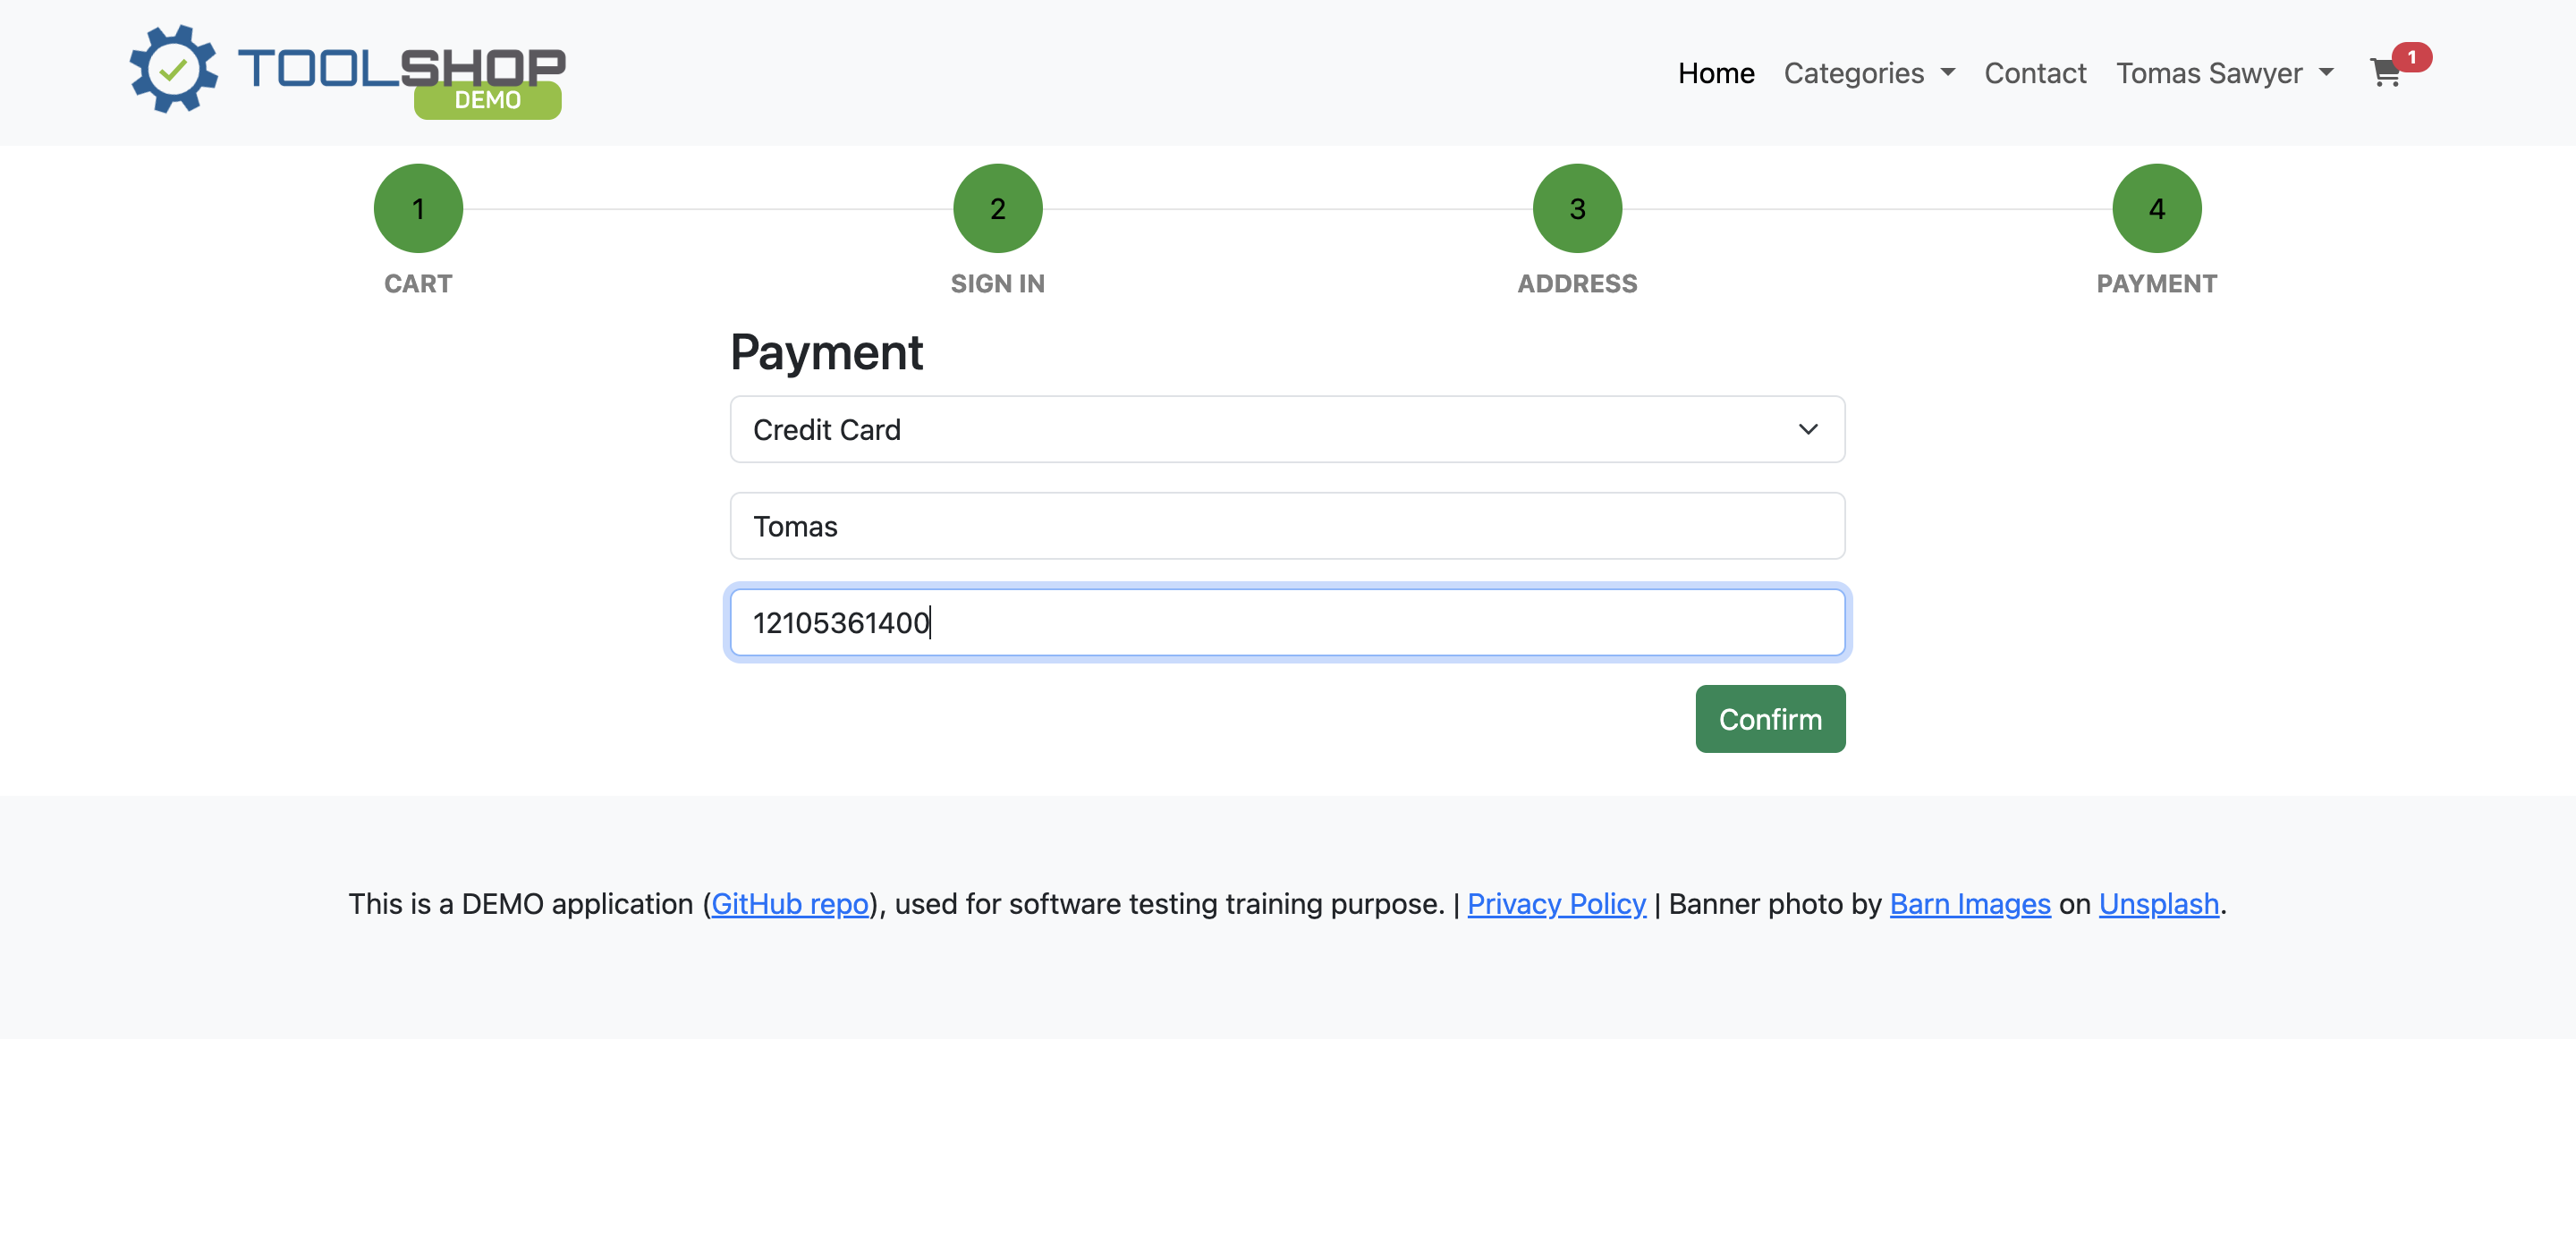 TOOLSHOP
DEMO
Home Categories Contact Tomas Sawyer 1
1 2 3 4
CART SIGN IN ADDRESS PAYMENT
Payment
Credit Card
Tomas
12105361400
Confirm
This is a DEMO application (GitHub repo), used for software testing training purpose. | Privacy Policy | Banner photo by Barn Images on Unsplash.